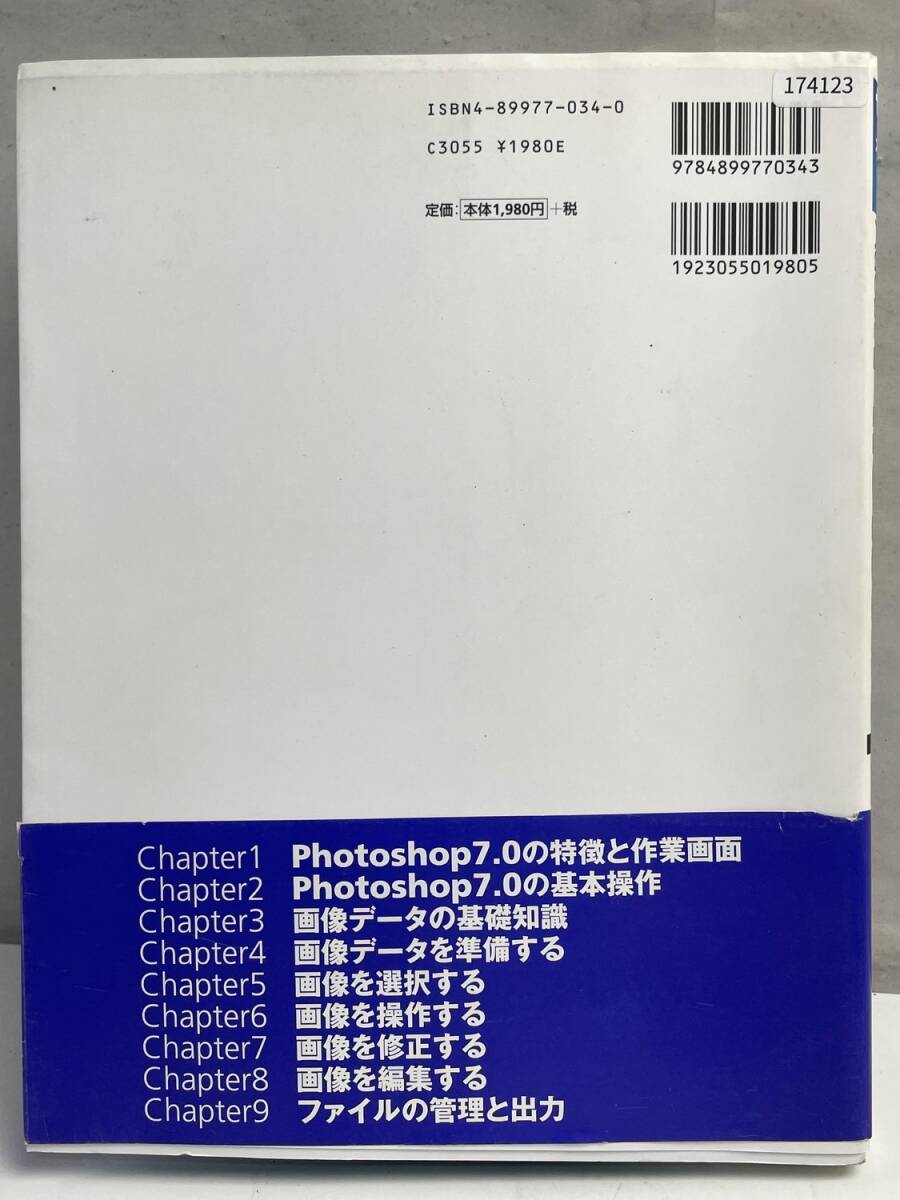 174123
ISBN4-89977-034-0
C3055 ¥1980E
定価: 本体1,980円 +税
9784899770343
1923055019805
Chapter1 Photoshop7.0の特徴と作業画面
Chapter2 Photoshop7.0の基本操作
Chapter3 画像データの基礎知識
Chapter4 画像データを準備する
Chapter5 画像を選択する
Chapter6 画像を操作する
Chapter7 画像を修正する
Chapter8 画像を編集する
Chapter9 ファイルの管理と出力